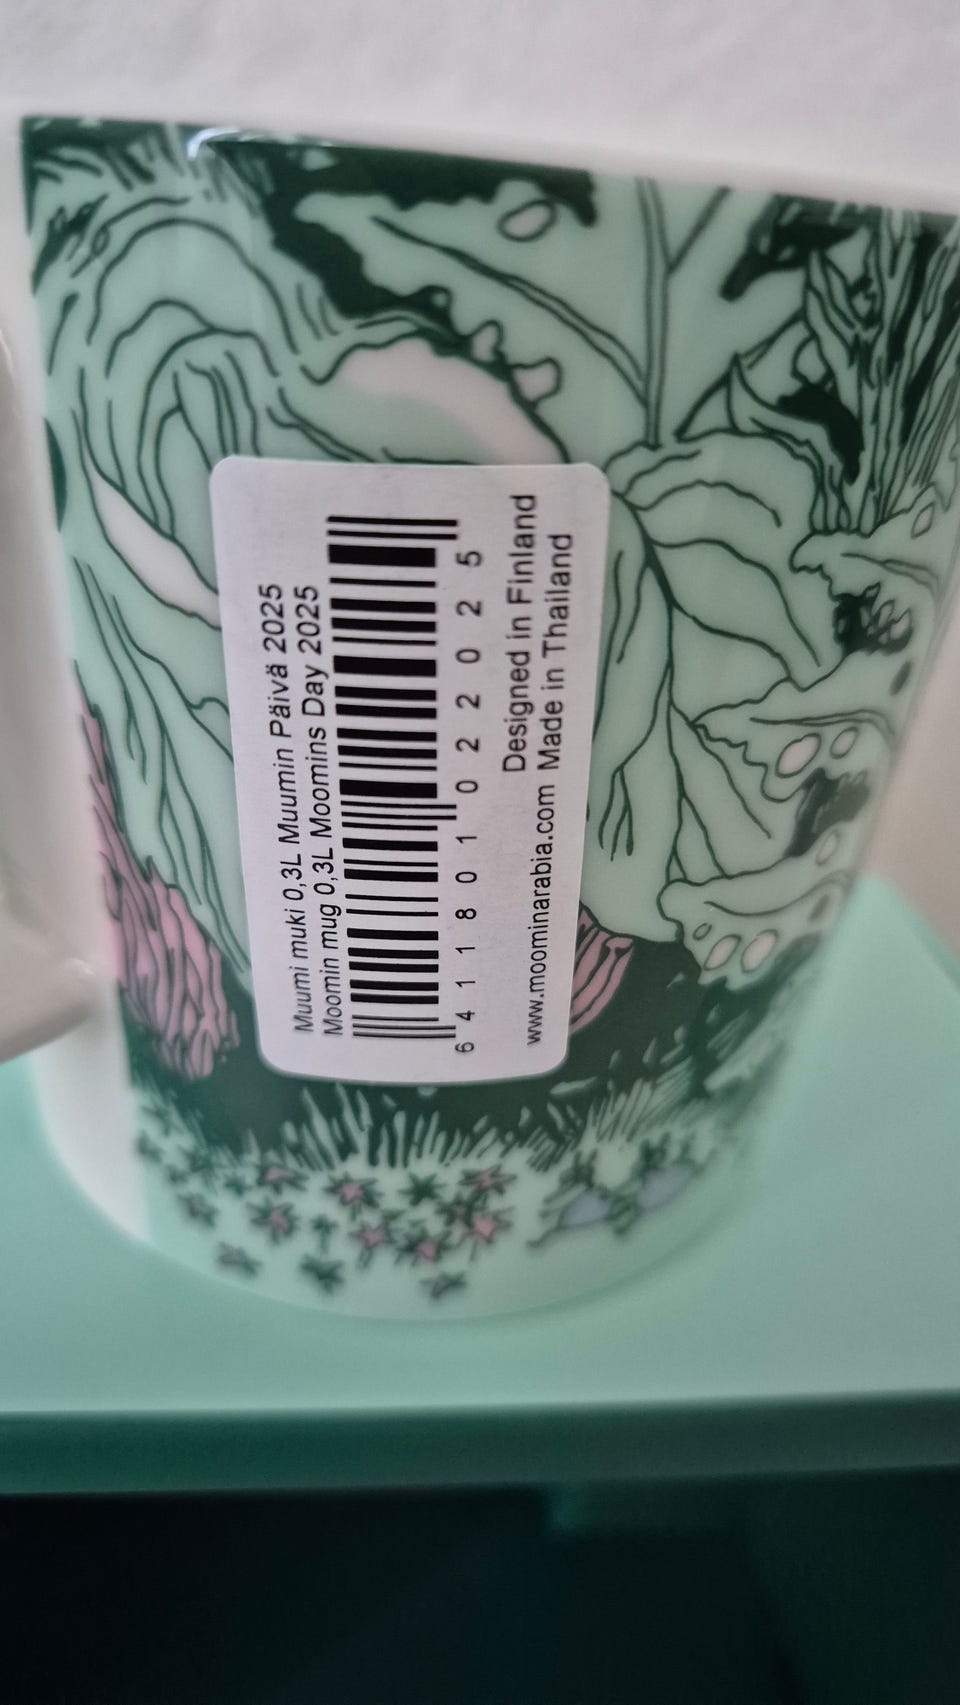 Muumi muki 0,3L Muumin Päivä 2025
Moomin mug 0,3L Moomins Day 2025
6 411801 022025
Designed in Finland
www.moominarabia.com Made in Thailand